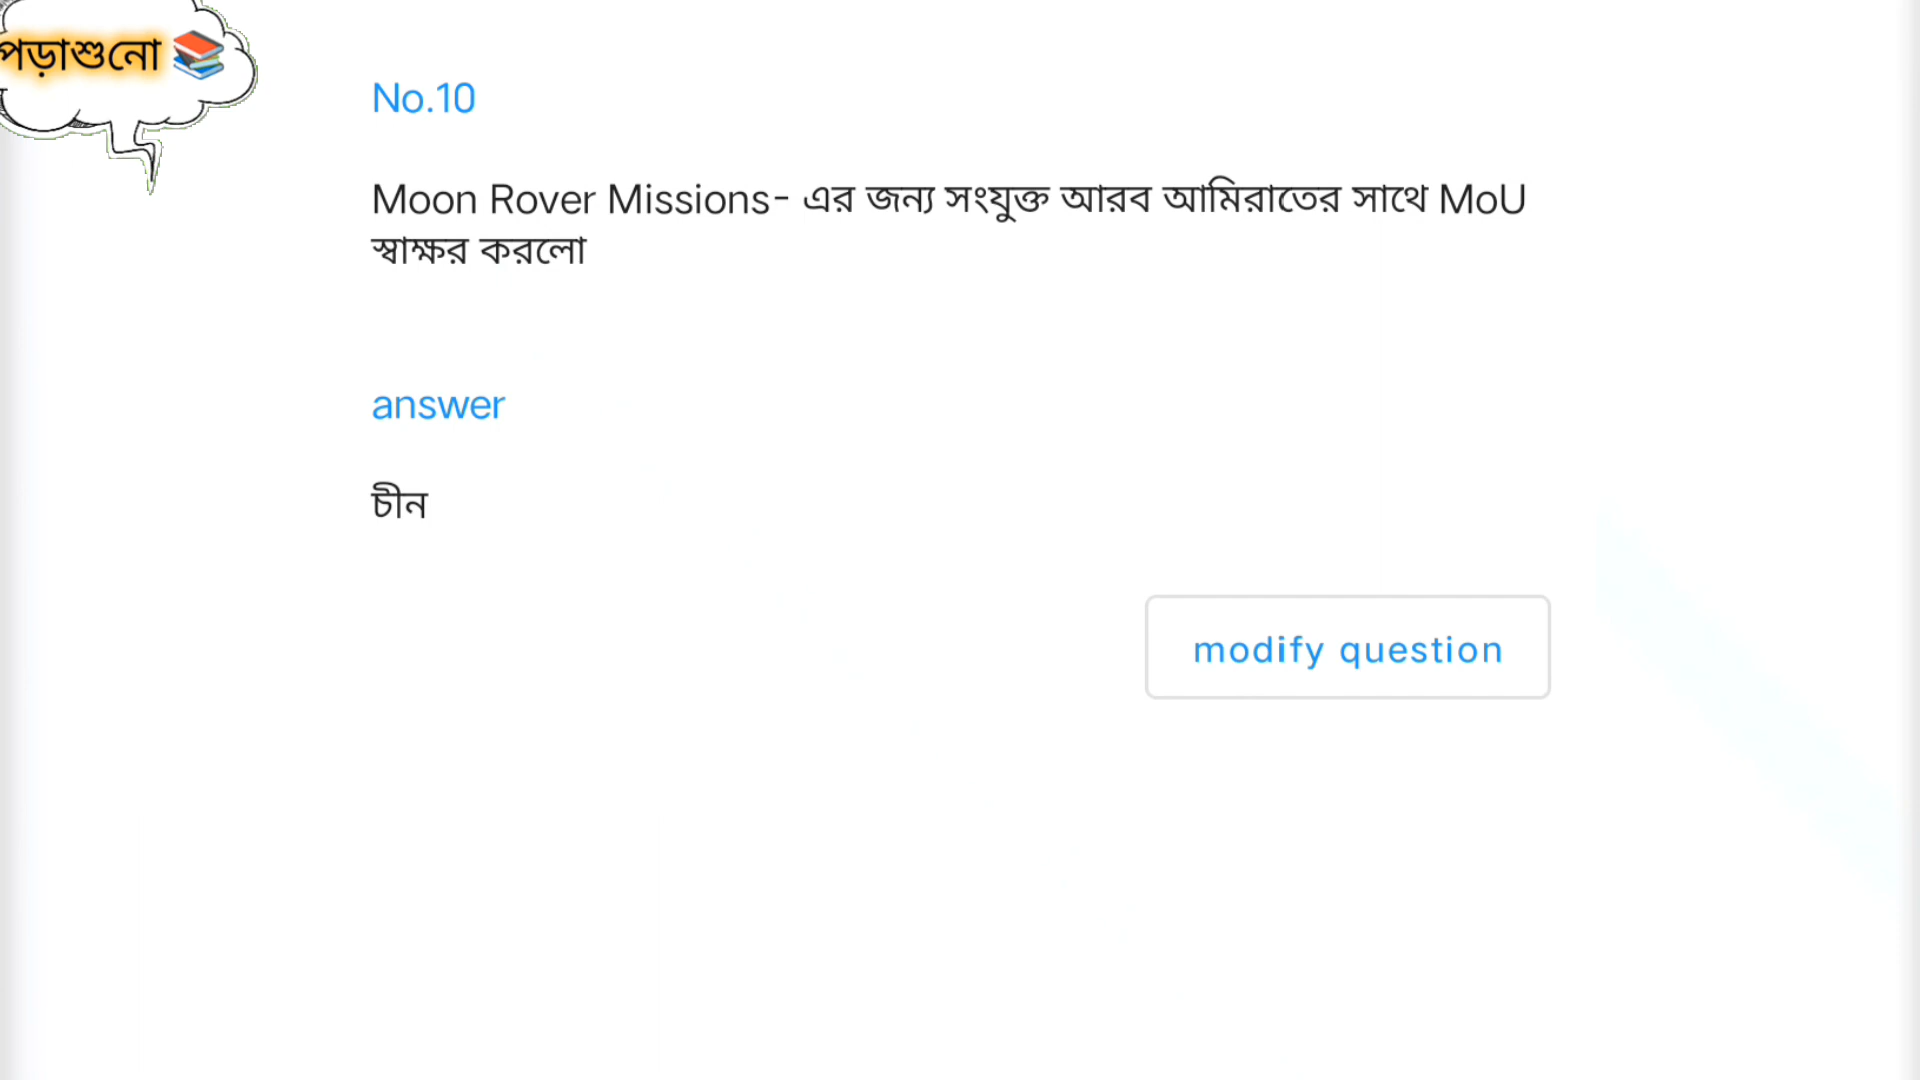 পড়াশুনো
No.10
Moon Rover Missions- এর জন্য সংযুক্ত আরব আমিরাতের সাথে MoU
স্বাক্ষর করলো
answer
চীন
modify question